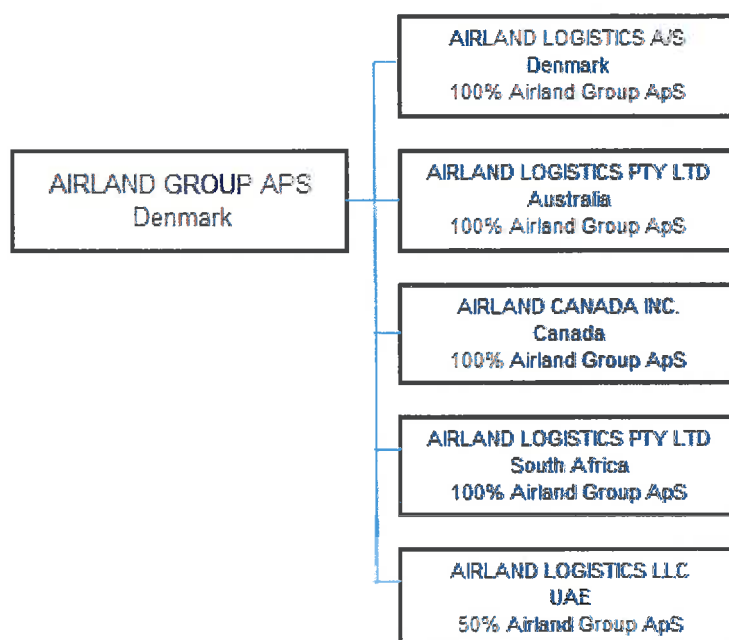 AIRLAND GROUP APS
Denmark
AIRLAND LOGISTICS A/S
Denmark
100% Airland Group ApS
AIRLAND LOGISTICS PTY LTD
Australia
100% Airland Group ApS
AIRLAND CANADA INC.
Canada
100% Airland Group ApS
AIRLAND LOGISTICS PTY LTD
South Africa
100% Airland Group ApS
AIRLAND LOGISTICS LLC
UAE
50% Airland Group ApS